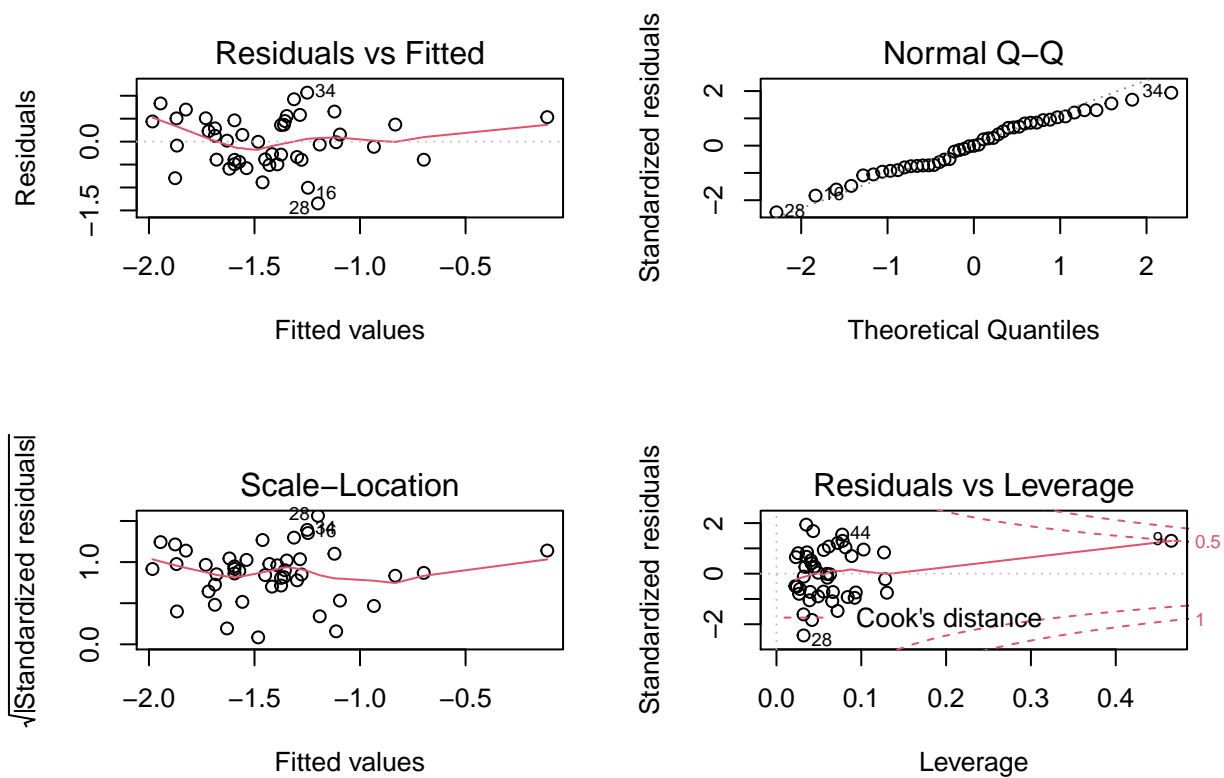 Residuals vs Fitted
Residuals
0.0
−1.5
34
16
28
−2.0 −1.5 −1.0 −0.5
Fitted values
Normal Q−Q
Standardized residuals
2
0
−2
34
16
28
−2 −1 0 1 2
Theoretical Quantiles
Scale−Location
√|Standardized residuals|
1.0
0.0
28
34
16
−2.0 −1.5 −1.0 −0.5
Fitted values
Residuals vs Leverage
Standardized residuals
2
0
−2
44
9
0.5
Cook's distance
1
28
0.0 0.1 0.2 0.3 0.4
Leverage